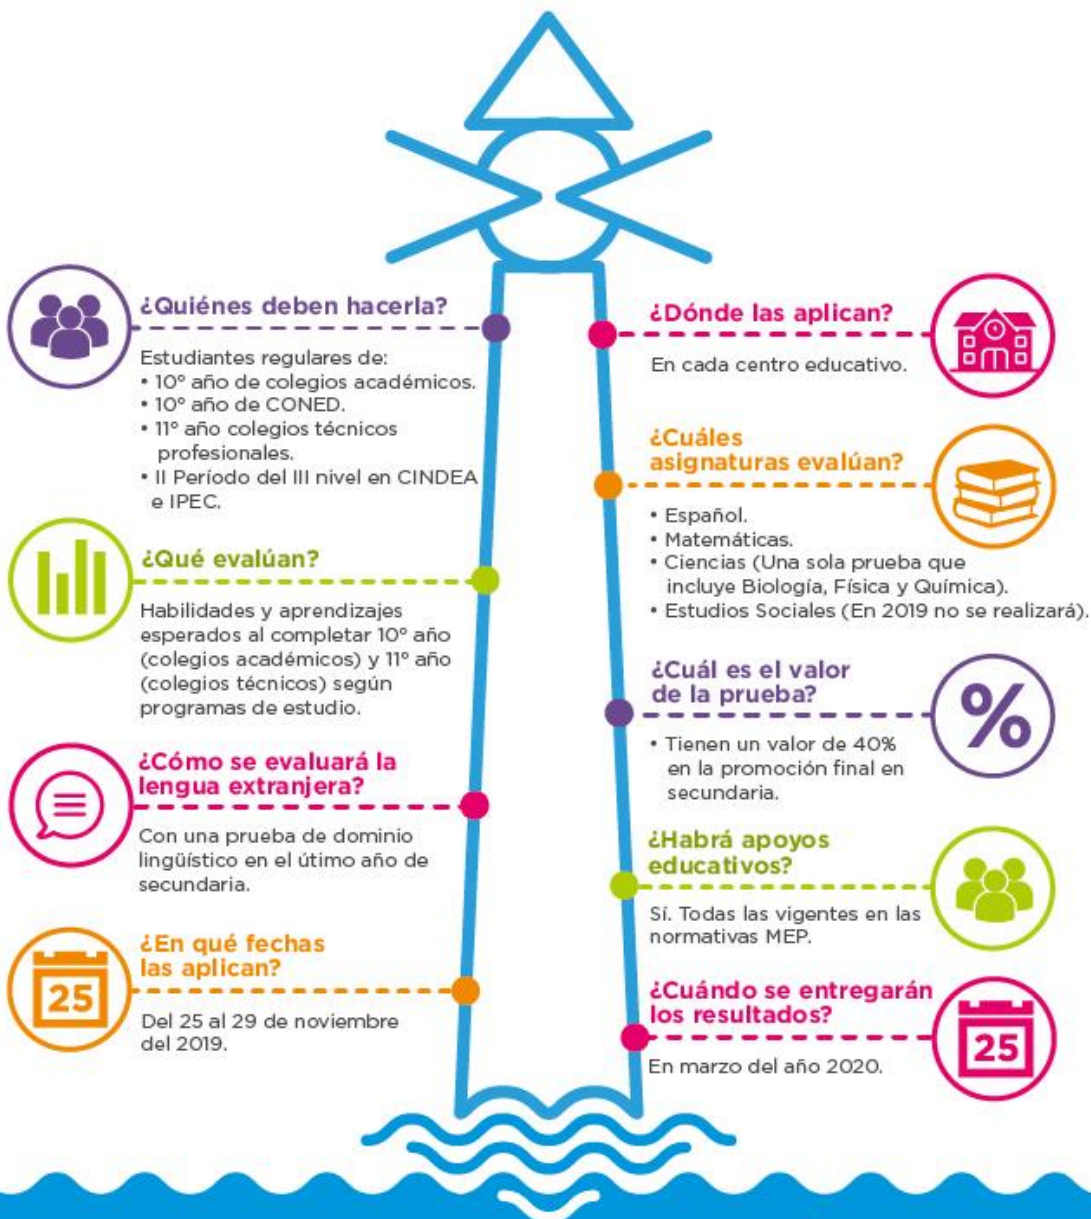 ¿Quiénes deben hacerla?
Estudiantes regulares de:
• 10° año de colegios académicos.
• 10° año de CONED.
• 11° año colegios técnicos
profesionales.
• II Período del III nivel en CINDEA
e IPEC.
¿Qué evalúan?
Habilidades y aprendizajes
esperados al completar 10° año
(colegios académicos) y 11° año
(colegios técnicos) según
programas de estudio.
¿Cómo se evaluará la
lengua extranjera?
Con una prueba de dominio
lingüístico en el útimo año de
secundaria.
25
¿En qué fechas
las aplican?
Del 25 al 29 de noviembre
del 2019.
¿Dónde las aplican?
En cada centro educativo.
¿Cuáles
asignaturas evalúan?
• Español.
• Matemáticas.
• Ciencias (Una sola prueba que
incluye Biología, Física y Química).
• Estudios Sociales (En 2019 no se realizará).
¿Cuál es el valor
de la prueba?
%
• Tienen un valor de 40%
en la promoción final en
secundaria.
¿Habrá apoyos
educativos?
Sí. Todas las vigentes en las
normativas MEP.
¿Cuándo se entregarán
los resultados?
25
En marzo del año 2020.